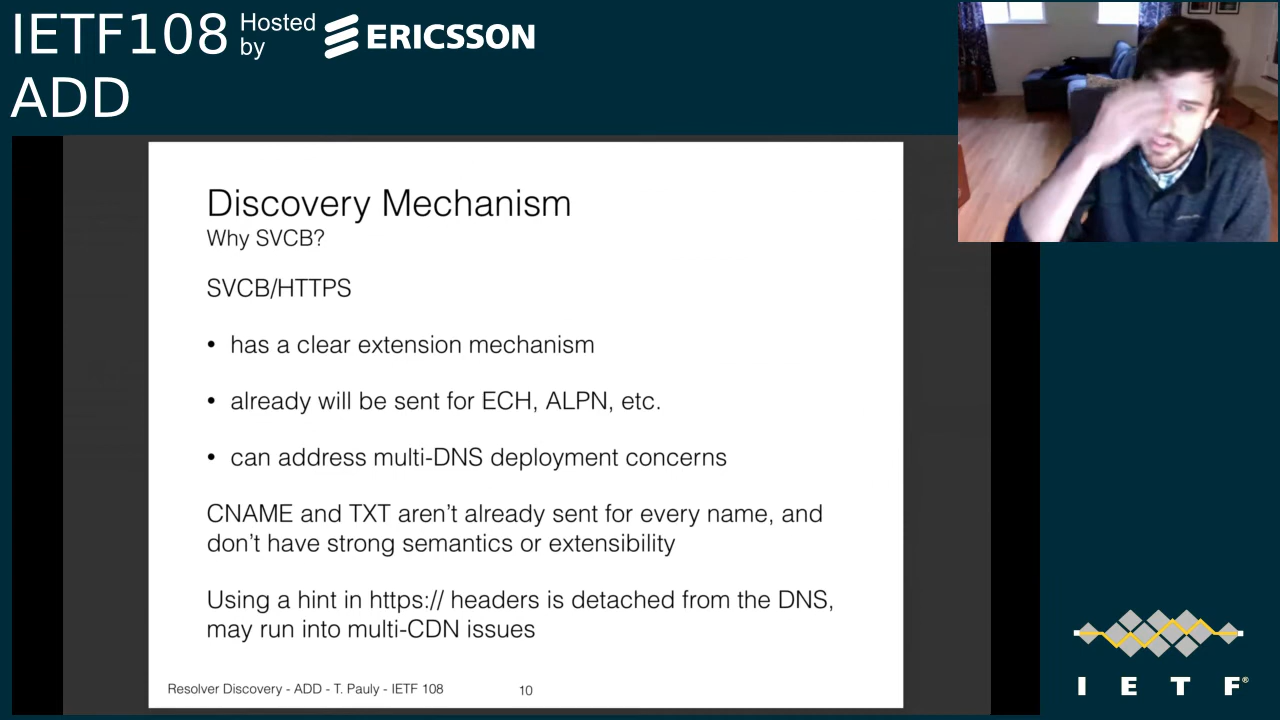 IETF108 Hosted by ERICSSON
ADD
Discovery Mechanism
Why SVCB?
SVCB/HTTPS
• has a clear extension mechanism
• already will be sent for ECH, ALPN, etc.
• can address multi-DNS deployment concerns
CNAME and TXT aren’t already sent for every name, and
don’t have strong semantics or extensibility
Using a hint in https:// headers is detached from the DNS,
may run into multi-CDN issues
Resolver Discovery - ADD - T. Pauly - IETF 108
10
I E T F®